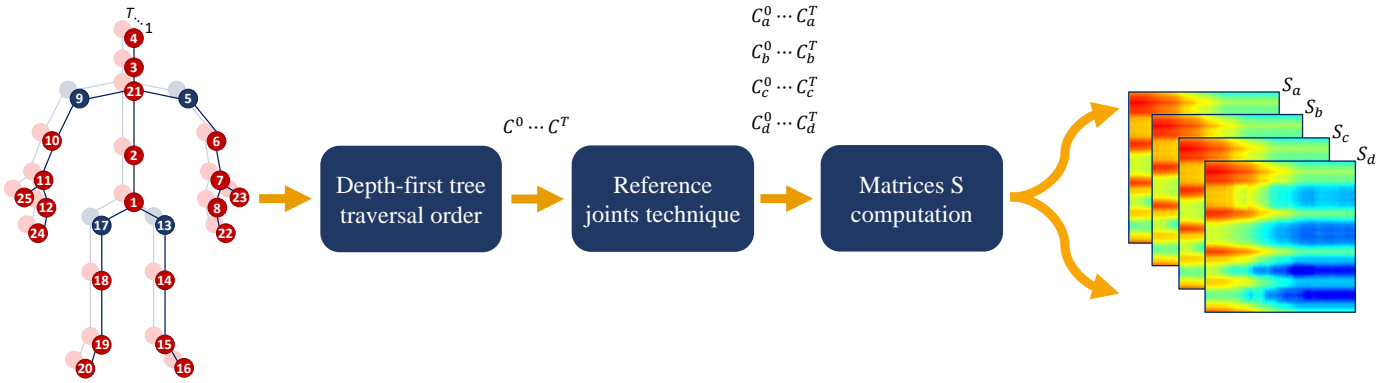 T...1
4
3
21
9
5
10
6
2
11
7
25
12
1
8
23
24
17
13
22
18
14
19
15
20
16
Depth-first tree
traversal order
C^0 ⋯ C^T
Reference
joints technique
C_a^0 ⋯ C_a^T
C_b^0 ⋯ C_b^T
C_c^0 ⋯ C_c^T
C_d^0 ⋯ C_d^T
Matrices S
computation
S_a
S_b
S_c
S_d